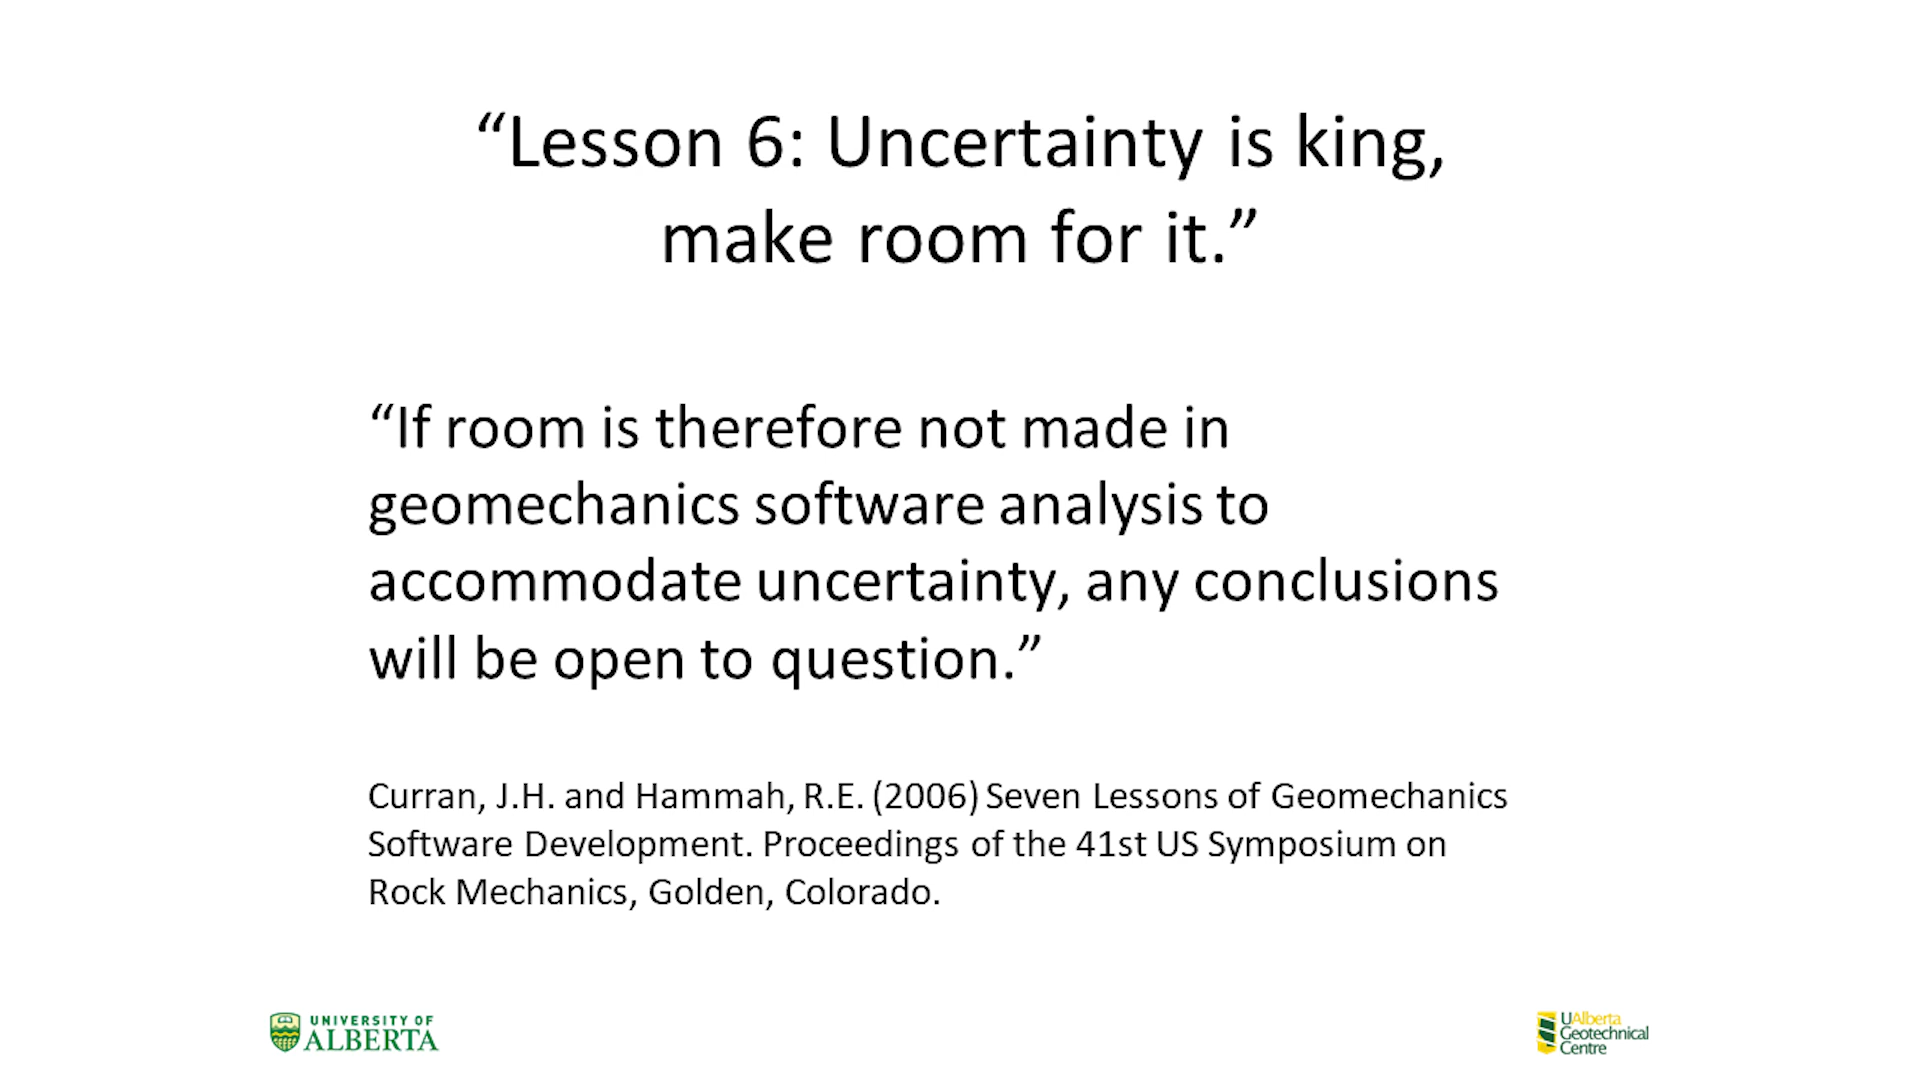 “Lesson 6: Uncertainty is king,
make room for it.”
“If room is therefore not made in
geomechanics software analysis to
accommodate uncertainty, any conclusions
will be open to question.”
Curran, J.H. and Hammah, R.E. (2006) Seven Lessons of Geomechanics
Software Development. Proceedings of the 41st US Symposium on
Rock Mechanics, Golden, Colorado.
UNIVERSITY OF
ALBERTA
UAlberta
Geotechnical
Centre